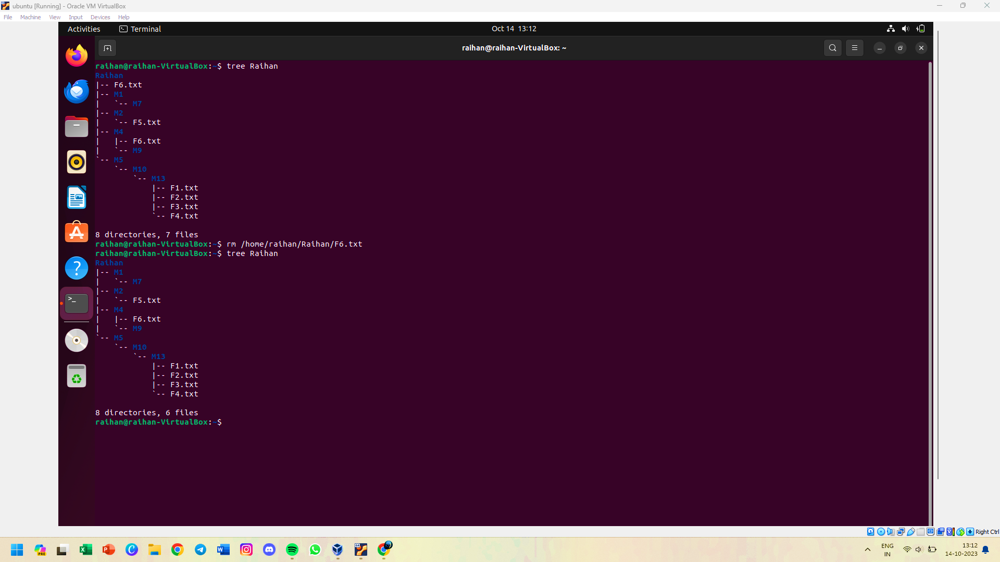 ubuntu [Running] - Oracle VM VirtualBox
File Machine View Input Devices Help
Activities Terminal Oct 14 13:12
raihan@raihan-VirtualBox: ~
raihan@raihan-VirtualBox:~$ tree Raihan
Raihan
|-- F6.txt
|-- M1
|   `-- M7
|-- M2
|   `-- F5.txt
|-- M4
|   |-- F6.txt
|   `-- M9
`-- M5
    `-- M10
        `-- M13
            |-- F1.txt
            |-- F2.txt
            |-- F3.txt
            `-- F4.txt
8 directories, 7 files
raihan@raihan-VirtualBox:~$ rm /home/raihan/Raihan/F6.txt
raihan@raihan-VirtualBox:~$ tree Raihan
Raihan
|-- M1
|   `-- M7
|-- M2
|   `-- F5.txt
|-- M4
|   |-- F6.txt
|   `-- M9
`-- M5
    `-- M10
        `-- M13
            |-- F1.txt
            |-- F2.txt
            |-- F3.txt
            `-- F4.txt
8 directories, 6 files
raihan@raihan-VirtualBox:~$
Right Ctrl
PRE
ENG
IN
13:12
14-10-2023